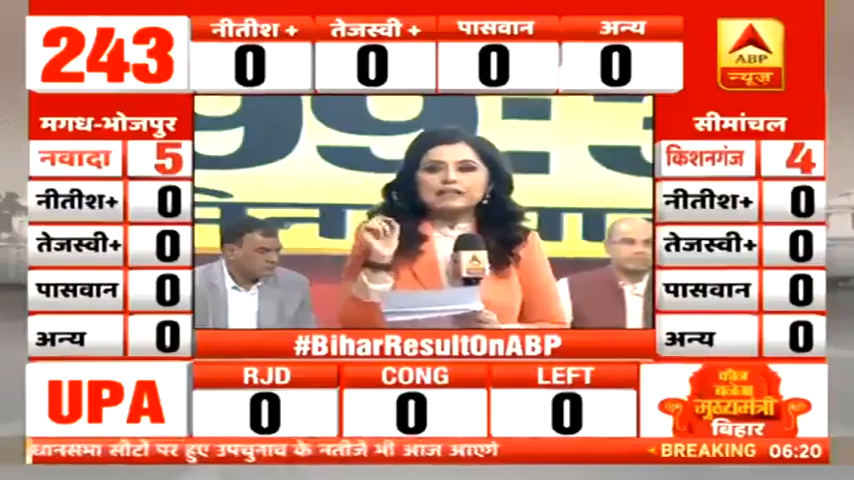 243
नीतीश + तेजस्वी + पासवान अन्य
0 0 0 0
ABP
न्यूज़
मगध-भोजपुर
नवादा 5
नीतीश+ 0
तेजस्वी+ 0
पासवान 0
अन्य 0
सीमांचल
किशनगंज 4
नीतीश+ 0
तेजस्वी+ 0
पासवान 0
अन्य 0
abp
#BiharResultOnABP
UPA
RJD CONG LEFT
0 0 0
कौन
बनेगा
मुख्यमंत्री
बिहार
धानसभा सीटों पर हुए उपचुनाव के नतीजे भी आज आएंगे
BREAKING 06:20